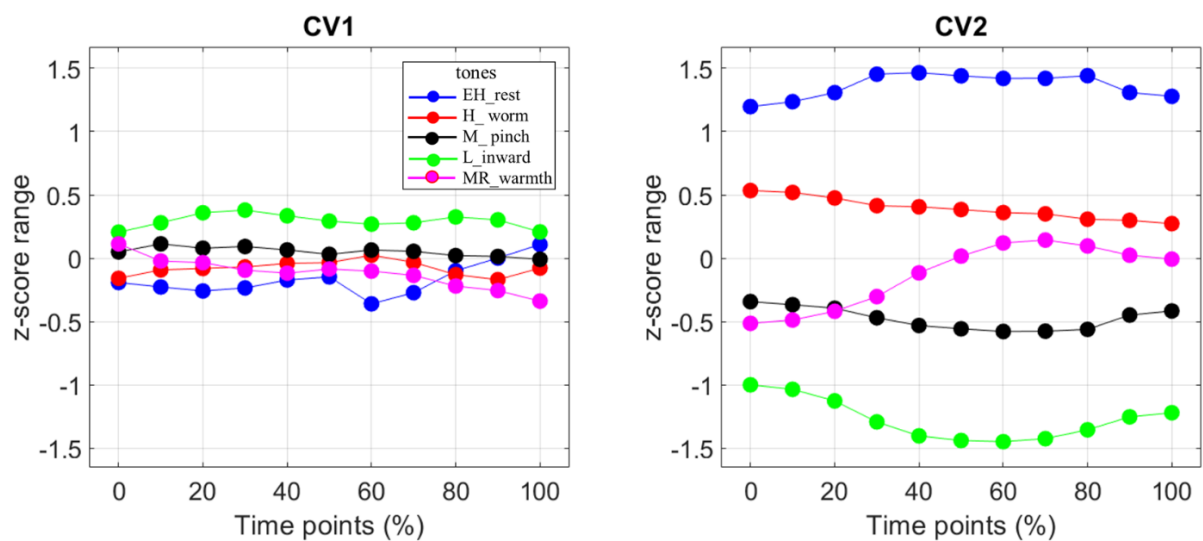 CV1
1.5
1
0.5
0
-0.5
-1
-1.5
z-score range
0 20 40 60 80 100
Time points (%)
tones
EH_rest
H_ worm
M_ pinch
L_inward
MR_warmth
CV2
1.5
1
0.5
0
-0.5
-1
-1.5
z-score range
0 20 40 60 80 100
Time points (%)